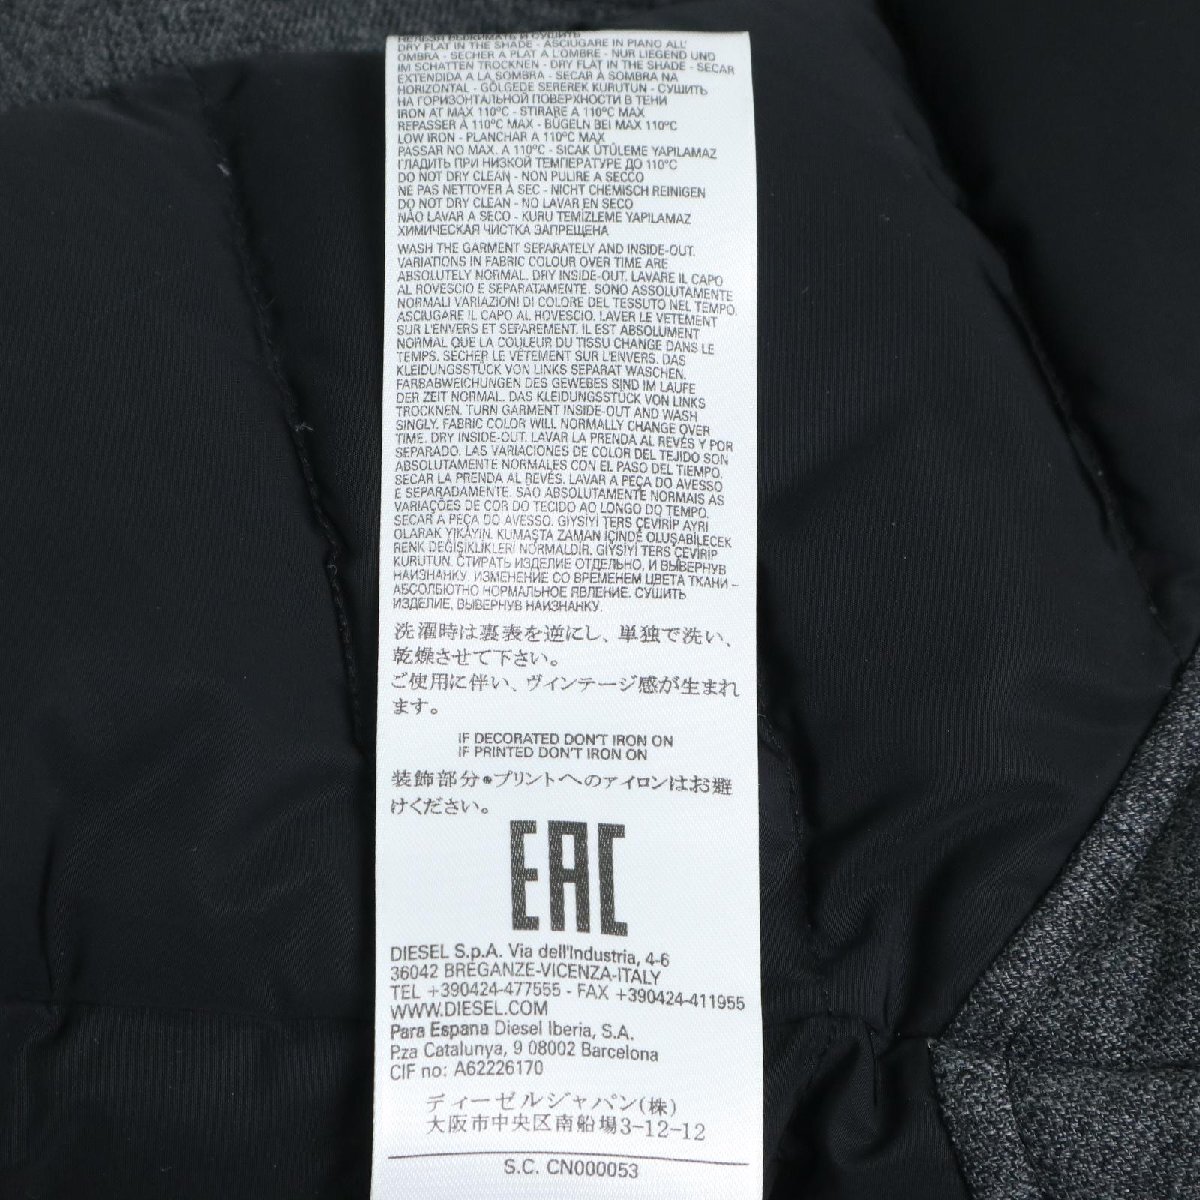 REFRESH ОТЖИМАТЬ И СУШИТЬ
DRY FLAT IN THE SHADE - ASCIUGARE IN PIANO ALL'
OMBRA - SECHER A PLAT A L'OMBRE - NUR LIEGEND UND
IM SCHATTEN TROCKNEN - DRY FLAT IN THE SHADE - SECAR
EXTENDIDA A LA SOMBRA - SECAR À SOMBRA NA
HORIZONTAL - GÖLGEDE SEREREK KURUTUN - СУШИТЬ
НА ГОРИЗОНТАЛЬНОЙ ПОВЕРХНОСТИ В ТЕНИ
IRON AT MAX 110°C - STIRARE A 110°C MAX
REPASSER À 110°C MAX - BÜGELN BEI MAX 110°C
LOW IRON - PLANCHAR A 110°C MAX
PASSAR NO MAX. A 110°C - SICAK ÜTÜLEME YAPILAMAZ
ГЛАДИТЬ ПРИ НИЗКОЙ ТЕМПЕРАТУРЕ ДО 110°C
DO NOT DRY CLEAN - NON PULIRE A SECCO
NE PAS NETTOYER À SEC - NICHT CHEMISCH REINIGEN
DO NOT DRY CLEAN - NO LAVAR EN SECO
NÃO LAVAR A SECO - KURU TEMIZLEME YAPILAMAZ
ХИМИЧЕСКАЯ ЧИСТКА ЗАПРЕЩЕНА
WASH THE GARMENT SEPARATELY AND INSIDE-OUT.
VARIATIONS IN FABRIC COLOUR OVER TIME ARE
ABSOLUTELY NORMAL. DRY INSIDE-OUT. LAVARE IL CAPO
AL ROVESCIO E SEPARATAMENTE. SONO ASSOLUTAMENTE
NORMALI VARIAZIONI DI COLORE DEL TESSUTO NEL TEMPO.
ASCIUGARE IL CAPO AL ROVESCIO. LAVER LE VETEMENT
SUR L'ENVERS ET SEPAREMENT. IL EST ABSOLUMENT
NORMAL QUE LA COULEUR DU TISSU CHANGE DANS LE
TEMPS. SECHER LE VETEMENT SUR L'ENVERS. DAS
KLEIDUNGSSTÜCK VON LINKS SEPARAT WASCHEN.
FARBABWEICHUNGEN DES GEWEBES SIND IM LAUFE
DER ZEIT NORMAL. DAS KLEIDUNGSSTÜCK VON LINKS
TROCKNEN. TURN GARMENT INSIDE-OUT AND WASH
SINGLY. FABRIC COLOR WILL NORMALLY CHANGE OVER
TIME. DRY INSIDE-OUT. LAVAR LA PRENDA AL REVÉS Y POR
SEPARADO. LAS VARIACIONES DE COLOR DEL TEJIDO SON
ABSOLUTAMENTE NORMALES CON EL PASO DEL TIEMPO.
SECAR LA PRENDA AL REVÉS. LAVAR A PEÇA DO AVESSO
E SEPARADAMENTE. SÃO ABSOLUTAMENTE NORMAIS AS
VARIAÇÕES DE COR DO TECIDO AO LONGO DO TEMPO.
SECAR A PEÇA DO AVESSO. GIYSIYI TERS ÇEVIRIP AYRI
OLARAK YIKAYIN. KUMAŞTA ZAMAN IÇINDE OLUŞABILECEK
RENK DEĞIŞIKLIKLERI NORMALDIR. GIYSIYI TERS ÇEVIRIP
KURUTUN. СТИРАТЬ ИЗДЕЛИЕ ОТДЕЛЬНО, И ВЫВЕРНУВ
НАИЗНАНКУ. ИЗМЕНЕНИЕ СО ВРЕМЕНЕМ ЦВЕТА ТКАНИ –
АБСОЛЮТНО НОРМАЛЬНОЕ ЯВЛЕНИЕ. СУШИТЬ
ИЗДЕЛИЕ, ВЫВЕРНУВ НАИЗНАНКУ.
洗濯時は裏表を逆にし、単独で洗い、
乾燥させて下さい。
ご使用に伴い、ヴィンテージ感が生まれ
ます。
IF DECORATED DON'T IRON ON
IF PRINTED DON'T IRON ON
装飾部分・プリントへのアイロンはお避
けください。
EAC
DIESEL S.p.A. Via dell'Industria, 4-6
36042 BREGANZE-VICENZA-ITALY
TEL +390424-477555 - FAX +390424-411955
WWW.DIESEL.COM
Para Espana Diesel Iberia, S.A.
P.za Catalunya, 9 08002 Barcelona
CIF no: A62226170
ディーゼルジャパン(株)
大阪市中央区南船場3-12-12
S.C. CN000053